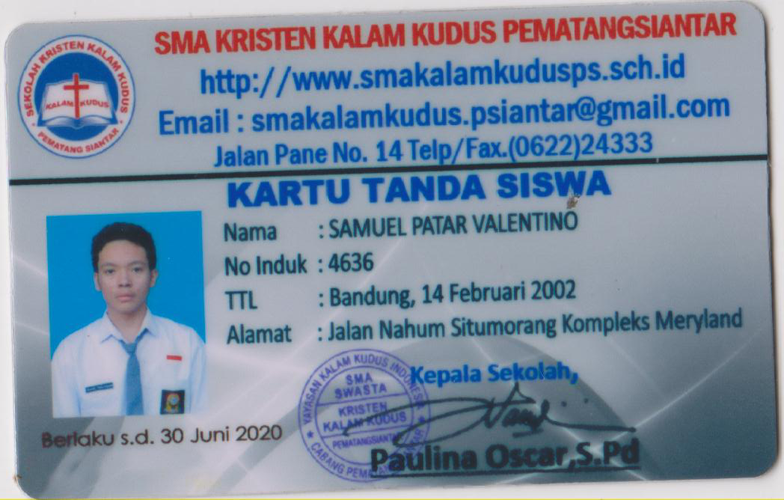 SMA KRISTEN KALAM KUDUS PEMATANGSIANTAR
http://www.smakalamkudusps.sch.id
Email : smakalamkudus.psiantar@gmail.com
Jalan Pane No. 14 Telp/Fax.(0622)24333
SEKOLAH KRISTEN KALAM KUDUS
KALAM KUDUS
PEMATANG SIANTAR
KARTU TANDA SISWA
Nama : SAMUEL PATAR VALENTINO
No Induk : 4636
TTL : Bandung, 14 Februari 2002
Alamat : Jalan Nahum Situmorang Kompleks Meryland
Berlaku s.d. 30 Juni 2020
Kepala Sekolah,
YAYASAN KALAM KUDUS INDONESIA
SMA
SWASTA
KRISTEN
KALAM KUDUS
PEMATANGSIANTAR
CABANG
Paulina Oscar,S.Pd